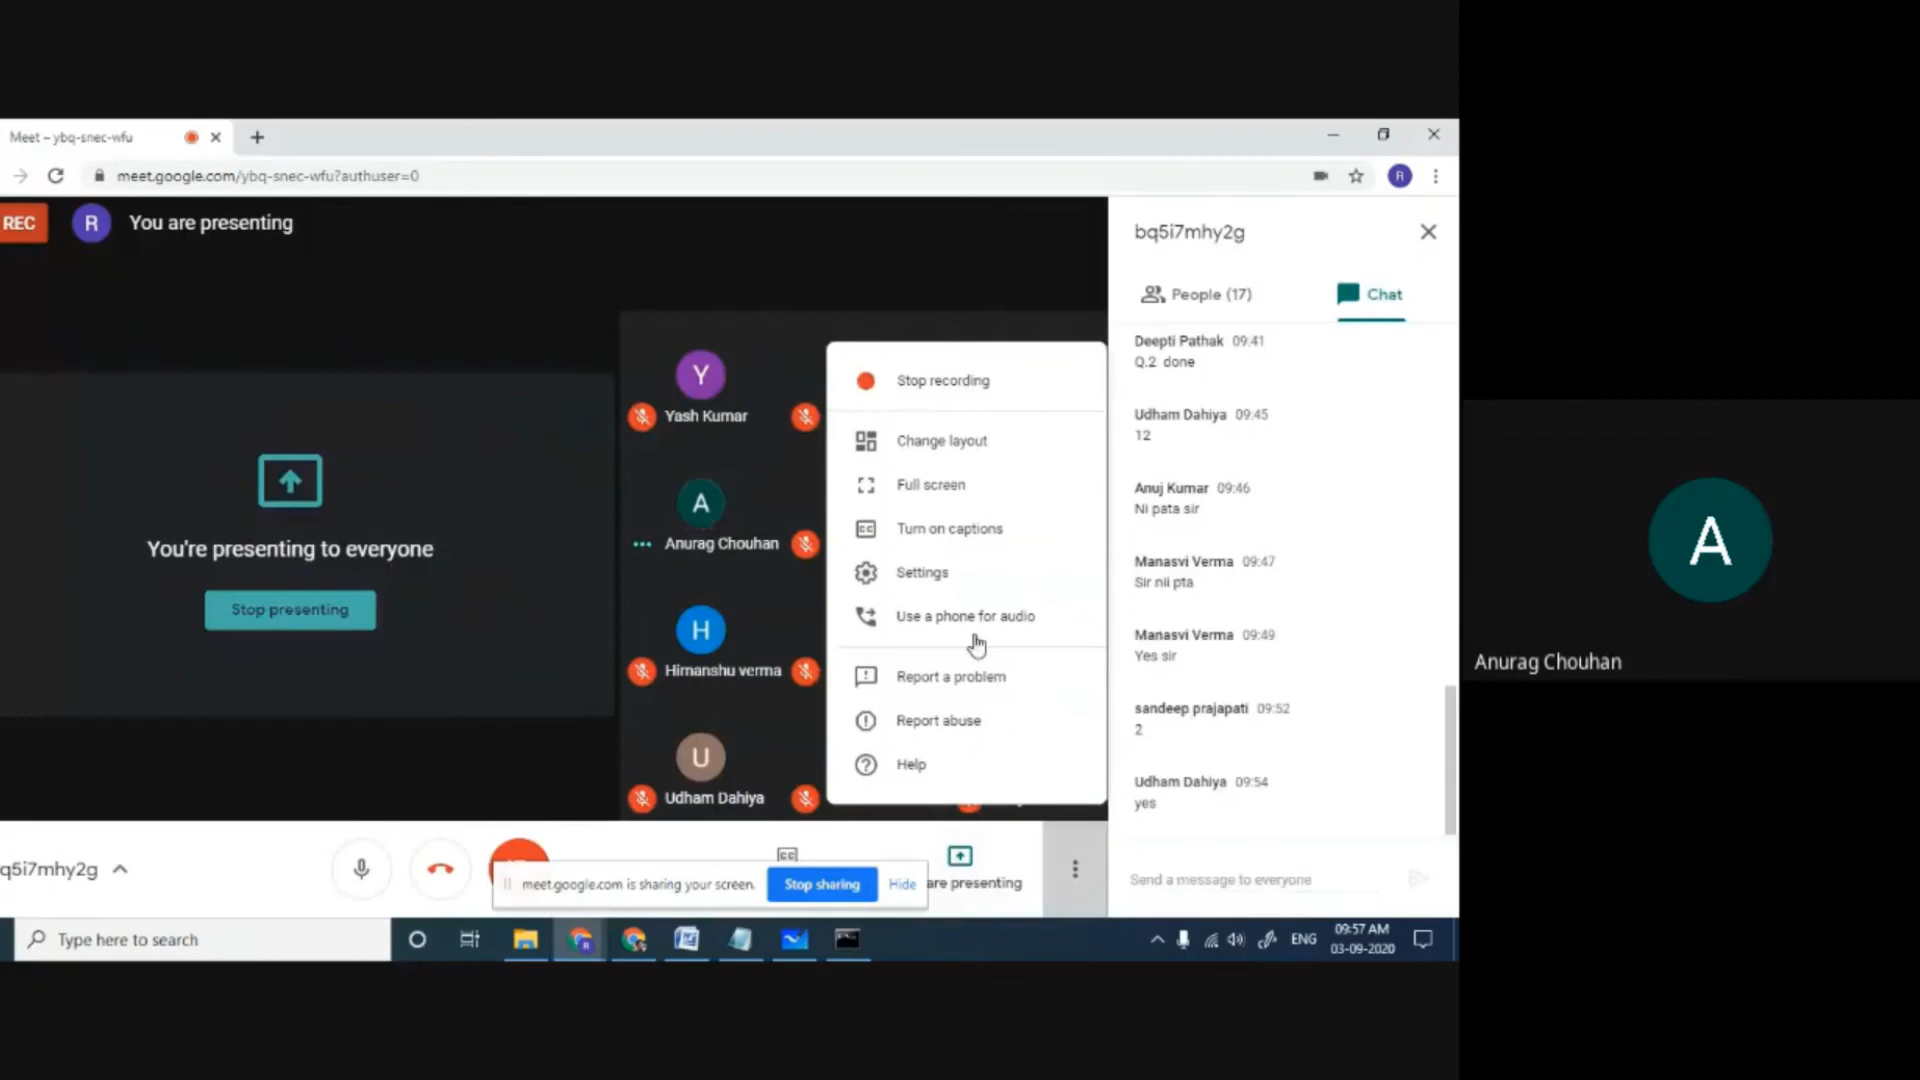 Meet – ybq-snec-wfu
meet.google.com/ybq-snec-wfu?authuser=0
REC
R
You are presenting
R
bq5i7mhy2g
People (17)
Chat
Deepti Pathak 09:41
Q.2 done
Udham Dahiya 09:45
12
Anuj Kumar 09:46
Ni pata sir
Manasvi Verma 09:47
Sir nii pta
Manasvi Verma 09:49
Yes sir
sandeep prajapati 09:52
2
Udham Dahiya 09:54
yes
Send a message to everyone
You're presenting to everyone
Stop presenting
Y
Yash Kumar
A
Anurag Chouhan
H
Himanshu verma
U
Udham Dahiya
Stop recording
Change layout
Full screen
Turn on captions
Settings
Use a phone for audio
Report a problem
Report abuse
Help
A
Anurag Chouhan
q5i7mhy2g
meet.google.com is sharing your screen.
Stop sharing
Hide
are presenting
Type here to search
ENG
09:57 AM
03-09-2020